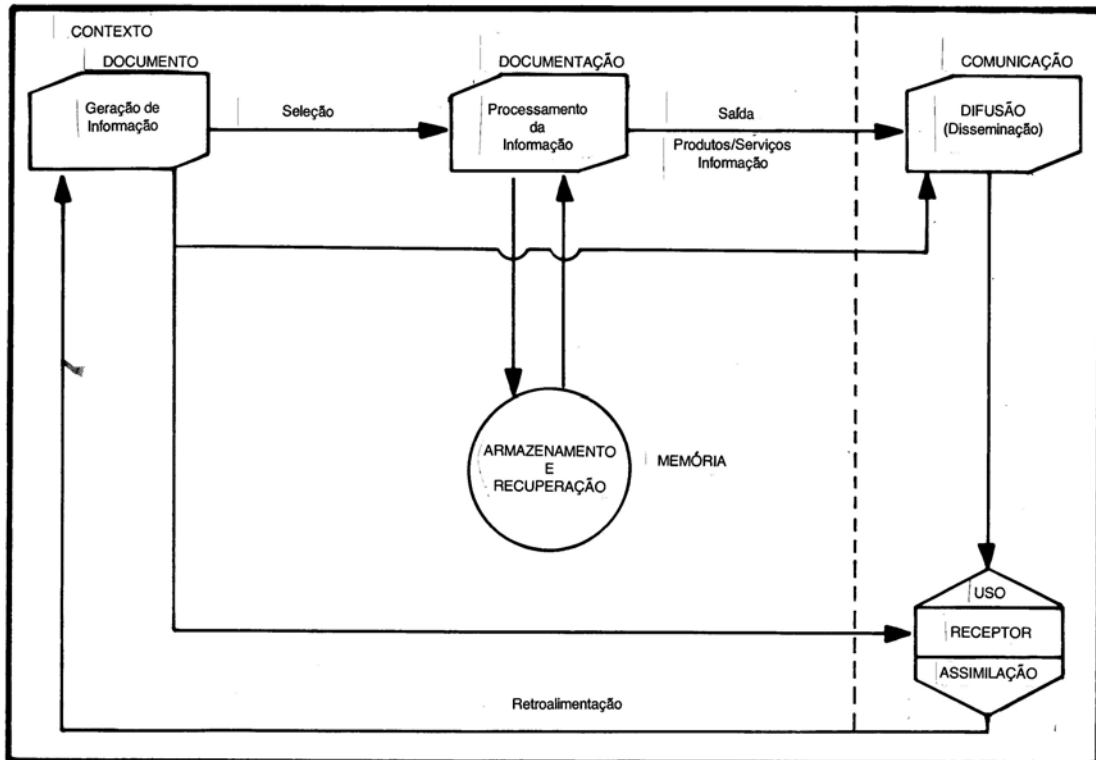 CONTEXTO
DOCUMENTO
Geração de
Informação
Seleção
DOCUMENTAÇÃO
Processamento
da
Informação
Saída
Produtos/Serviços
Informação
COMUNICAÇÃO
DIFUSÃO
(Disseminação)
ARMAZENAMENTO
E
RECUPERAÇÃO
MEMÓRIA
USO
RECEPTOR
ASSIMILAÇÃO
Retroalimentação